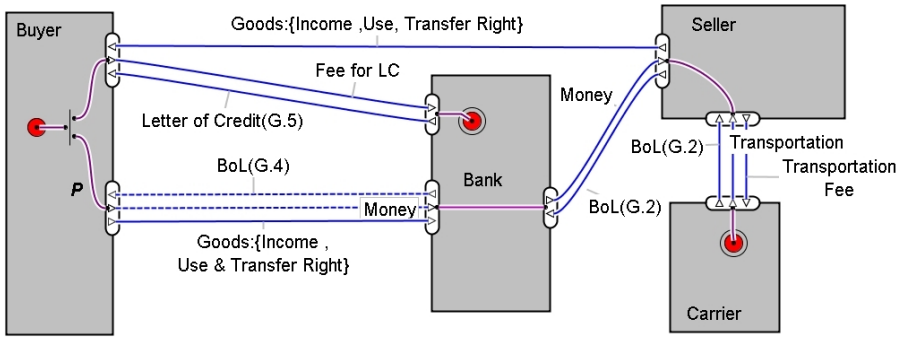 Goods:{Income ,Use, Transfer Right}
Buyer
Seller
Fee for LC
Money
Letter of Credit(G.5)
BoL(G.2)
Transportation
BoL(G.4)
Transportation
Fee
P
Bank
Money
BoL(G.2)
Goods:{Income ,
Use & Transfer Right}
Carrier